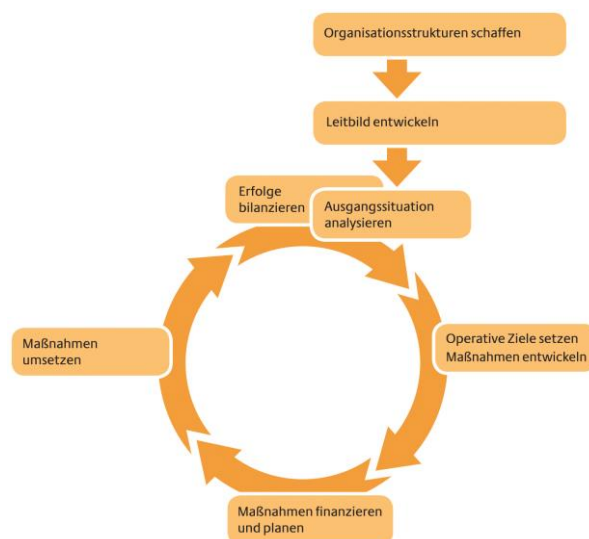 Organisationsstrukturen schaffen
Leitbild entwickeln
Erfolge
bilanzieren
Ausgangssituation
analysieren
Operative Ziele setzen
Maßnahmen entwickeln
Maßnahmen finanzieren
und planen
Maßnahmen
umsetzen